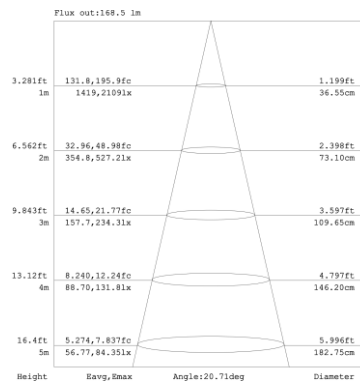 Flux out:168.5 lm
3.281ft 131.8,195.9fc 1.199ft
1m 1419,2109lx 36.55cm
6.562ft 32.96,48.98fc 2.398ft
2m 354.8,527.2lx 73.10cm
9.843ft 14.65,21.77fc 3.597ft
3m 157.7,234.3lx 109.65cm
13.12ft 8.240,12.24fc 4.797ft
4m 88.70,131.8lx 146.20cm
16.4ft 5.274,7.837fc 5.996ft
5m 56.77,84.35lx 182.75cm
Height Eavg,Emax Angle:20.71deg Diameter